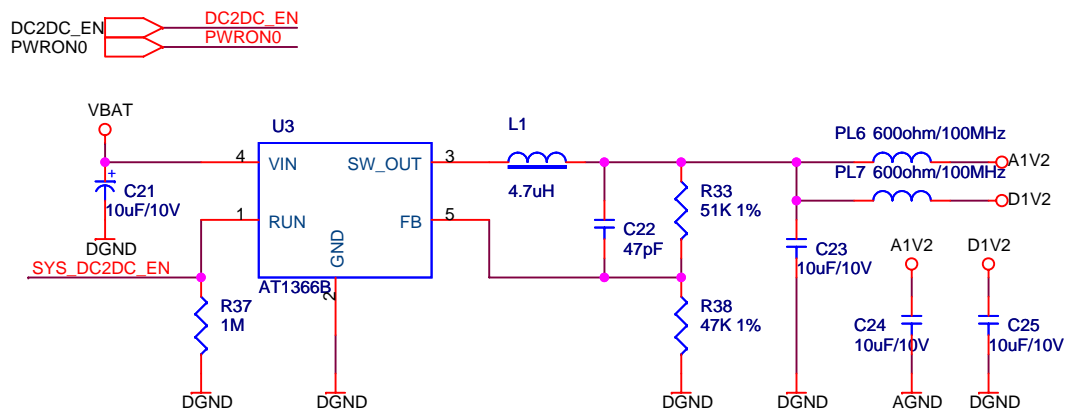 DC2DC_EN
DC2DC_EN
PWRON0
PWRON0
VBAT
U3
L1
PL6 600ohm/100MHz
4
VIN
SW_OUT
3
A1V2
PL7 600ohm/100MHz
+
C21
10uF/10V
4.7uH
R33
51K 1%
D1V2
1
RUN
FB
5
C22
47pF
DGND
GND
C23
10uF/10V
A1V2
D1V2
SYS_DC2DC_EN
AT1366B
2
R37
1M
R38
47K 1%
C24
10uF/10V
C25
10uF/10V
DGND
DGND
DGND
DGND
AGND
DGND